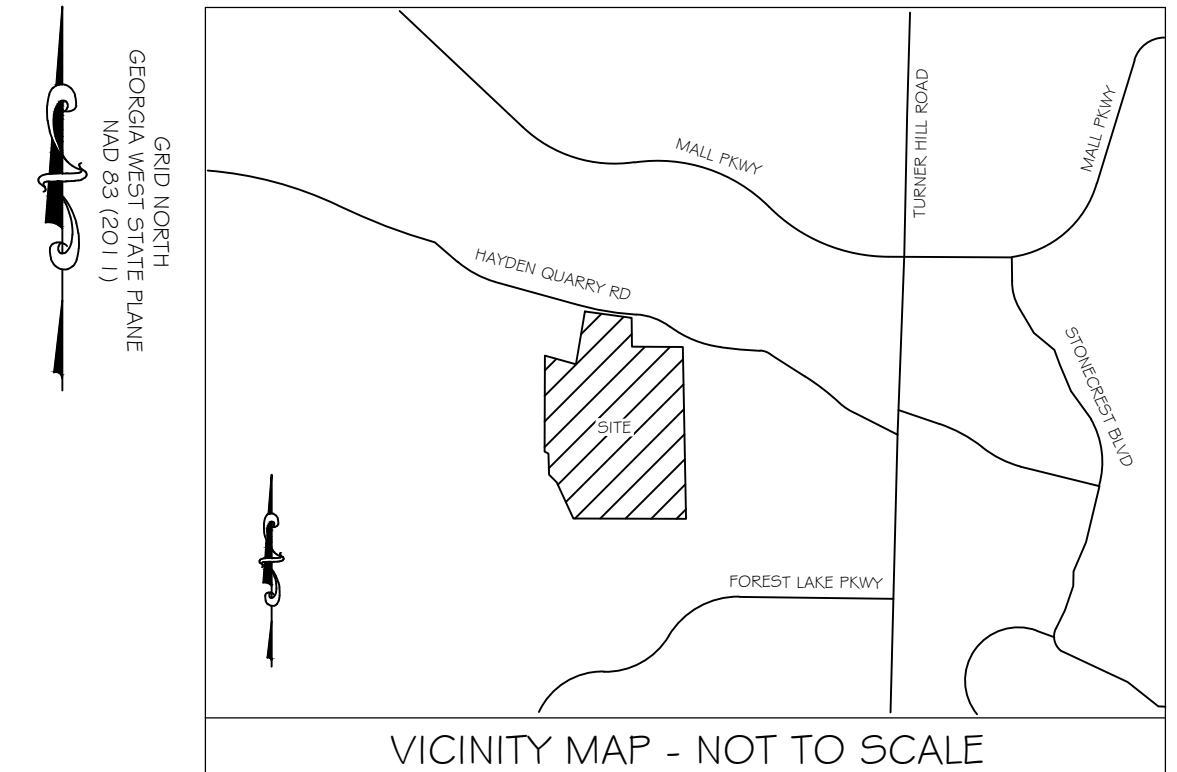 GRID NORTH
GEORGIA WEST STATE PLANE
NAD 83 (2011)
MALL PKWY
TURNER HILL ROAD
MALL PKWY
HAYDEN QUARRY RD
STONECREST BLVD
SITE
FOREST LAKE PKWY
VICINITY MAP - NOT TO SCALE